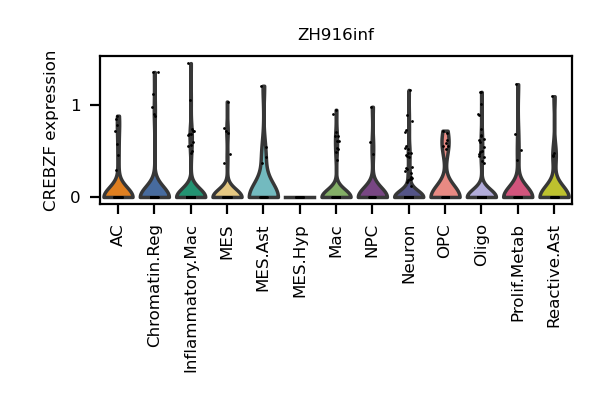 ZH916inf
CREBZF expression
1
0
AC
Chromatin.Reg
Inflammatory.Mac
MES
MES.Ast
MES.Hyp
Mac
NPC
Neuron
OPC
Oligo
Prolif.Metab
Reactive.Ast